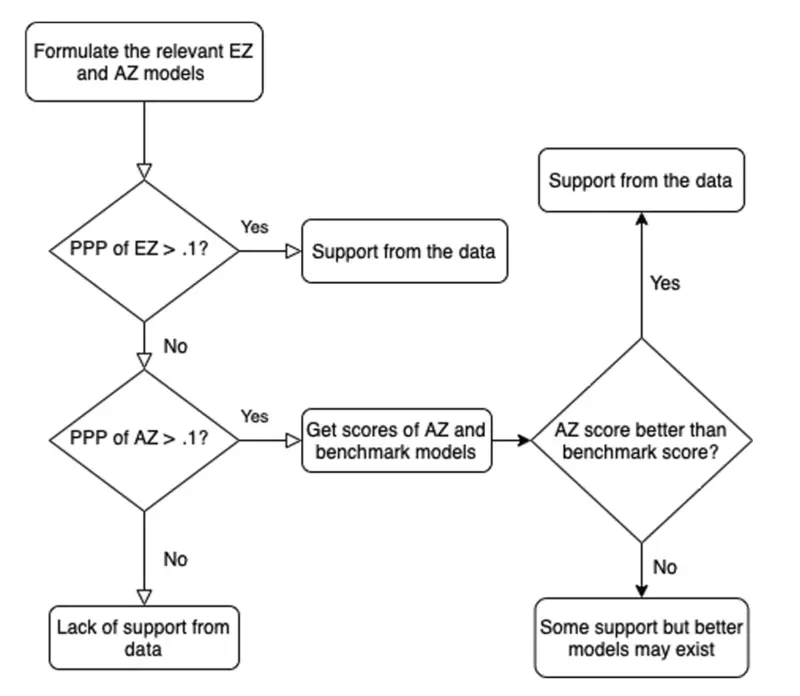 Formulate the relevant EZ
and AZ models
PPP of EZ > .1?
Yes
Support from the data
No
PPP of AZ > .1?
Yes
Get scores of AZ and
benchmark models
AZ score better than
benchmark score?
Yes
Support from the data
No
Some support but better
models may exist
No
Lack of support from
data